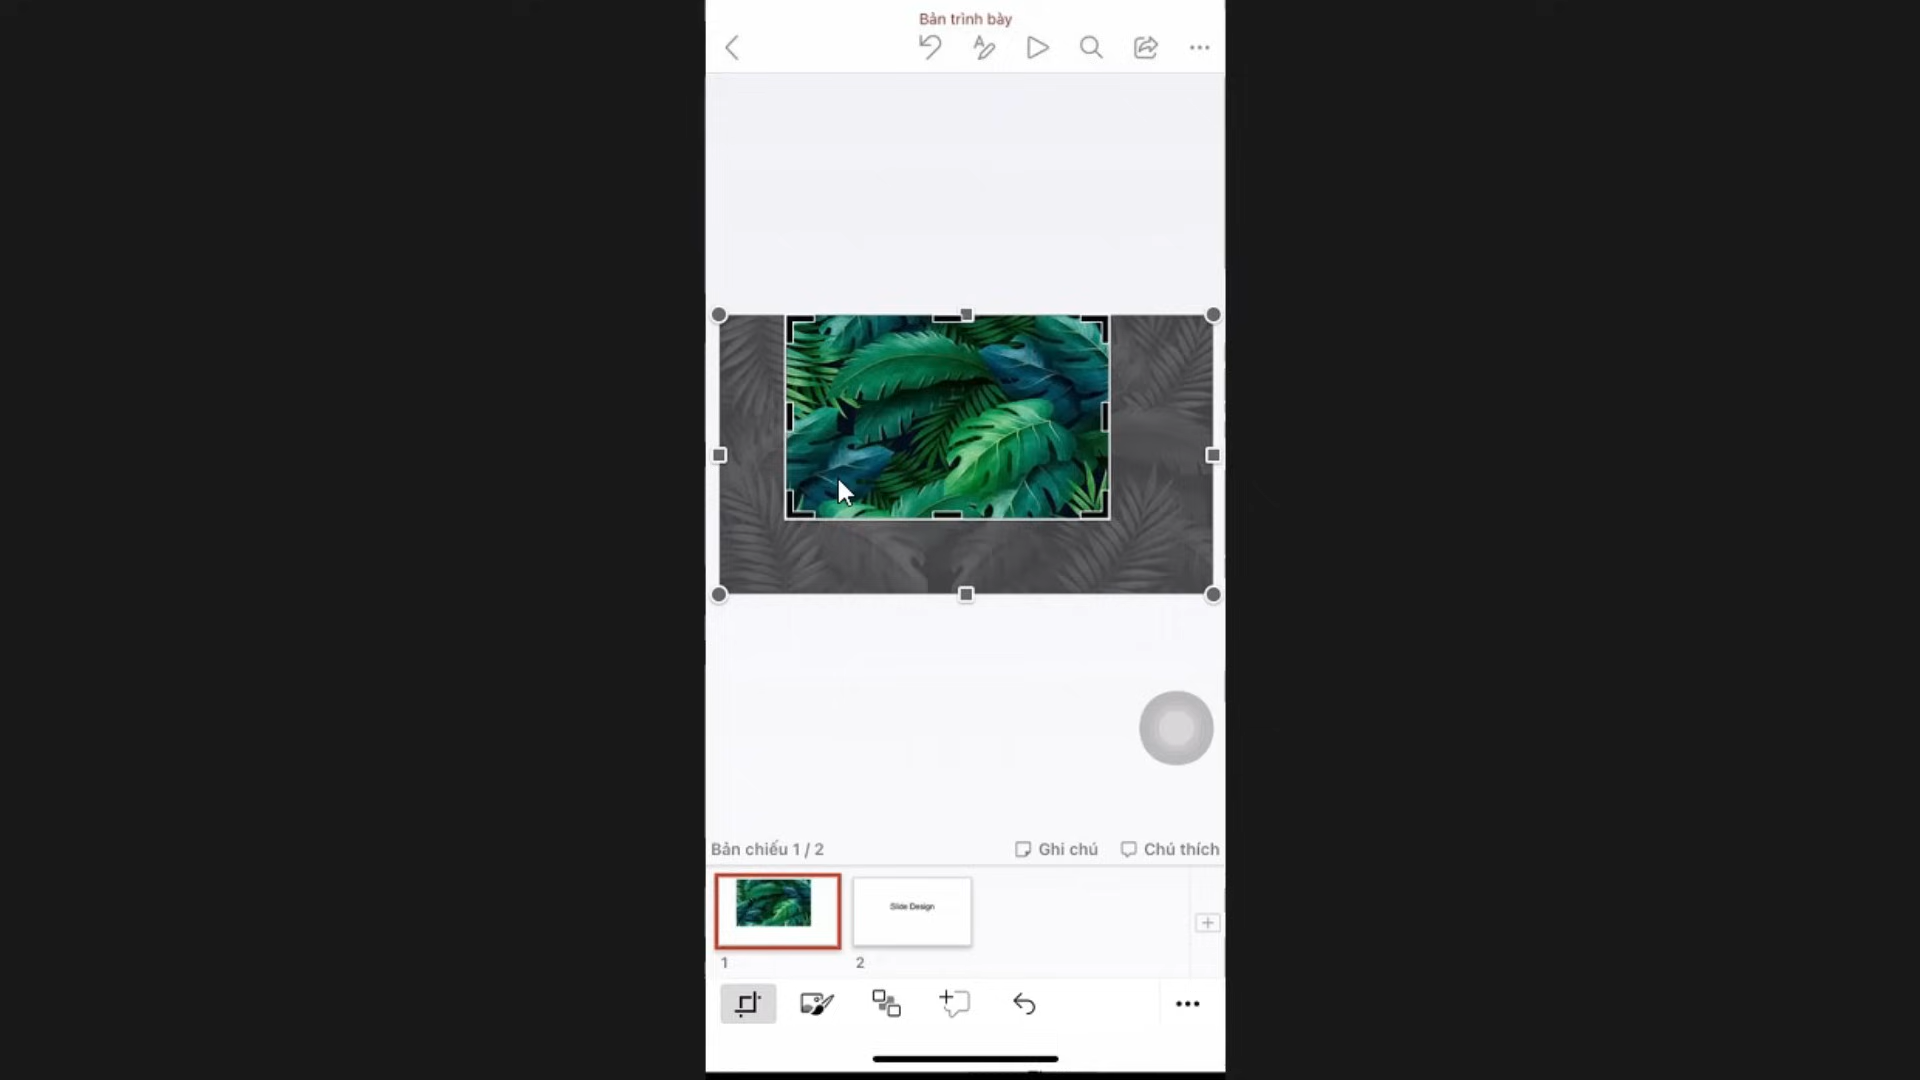 Bản trình bày
Bản chiếu 1 / 2
Ghi chú
Chú thích
Slide Design
1
2